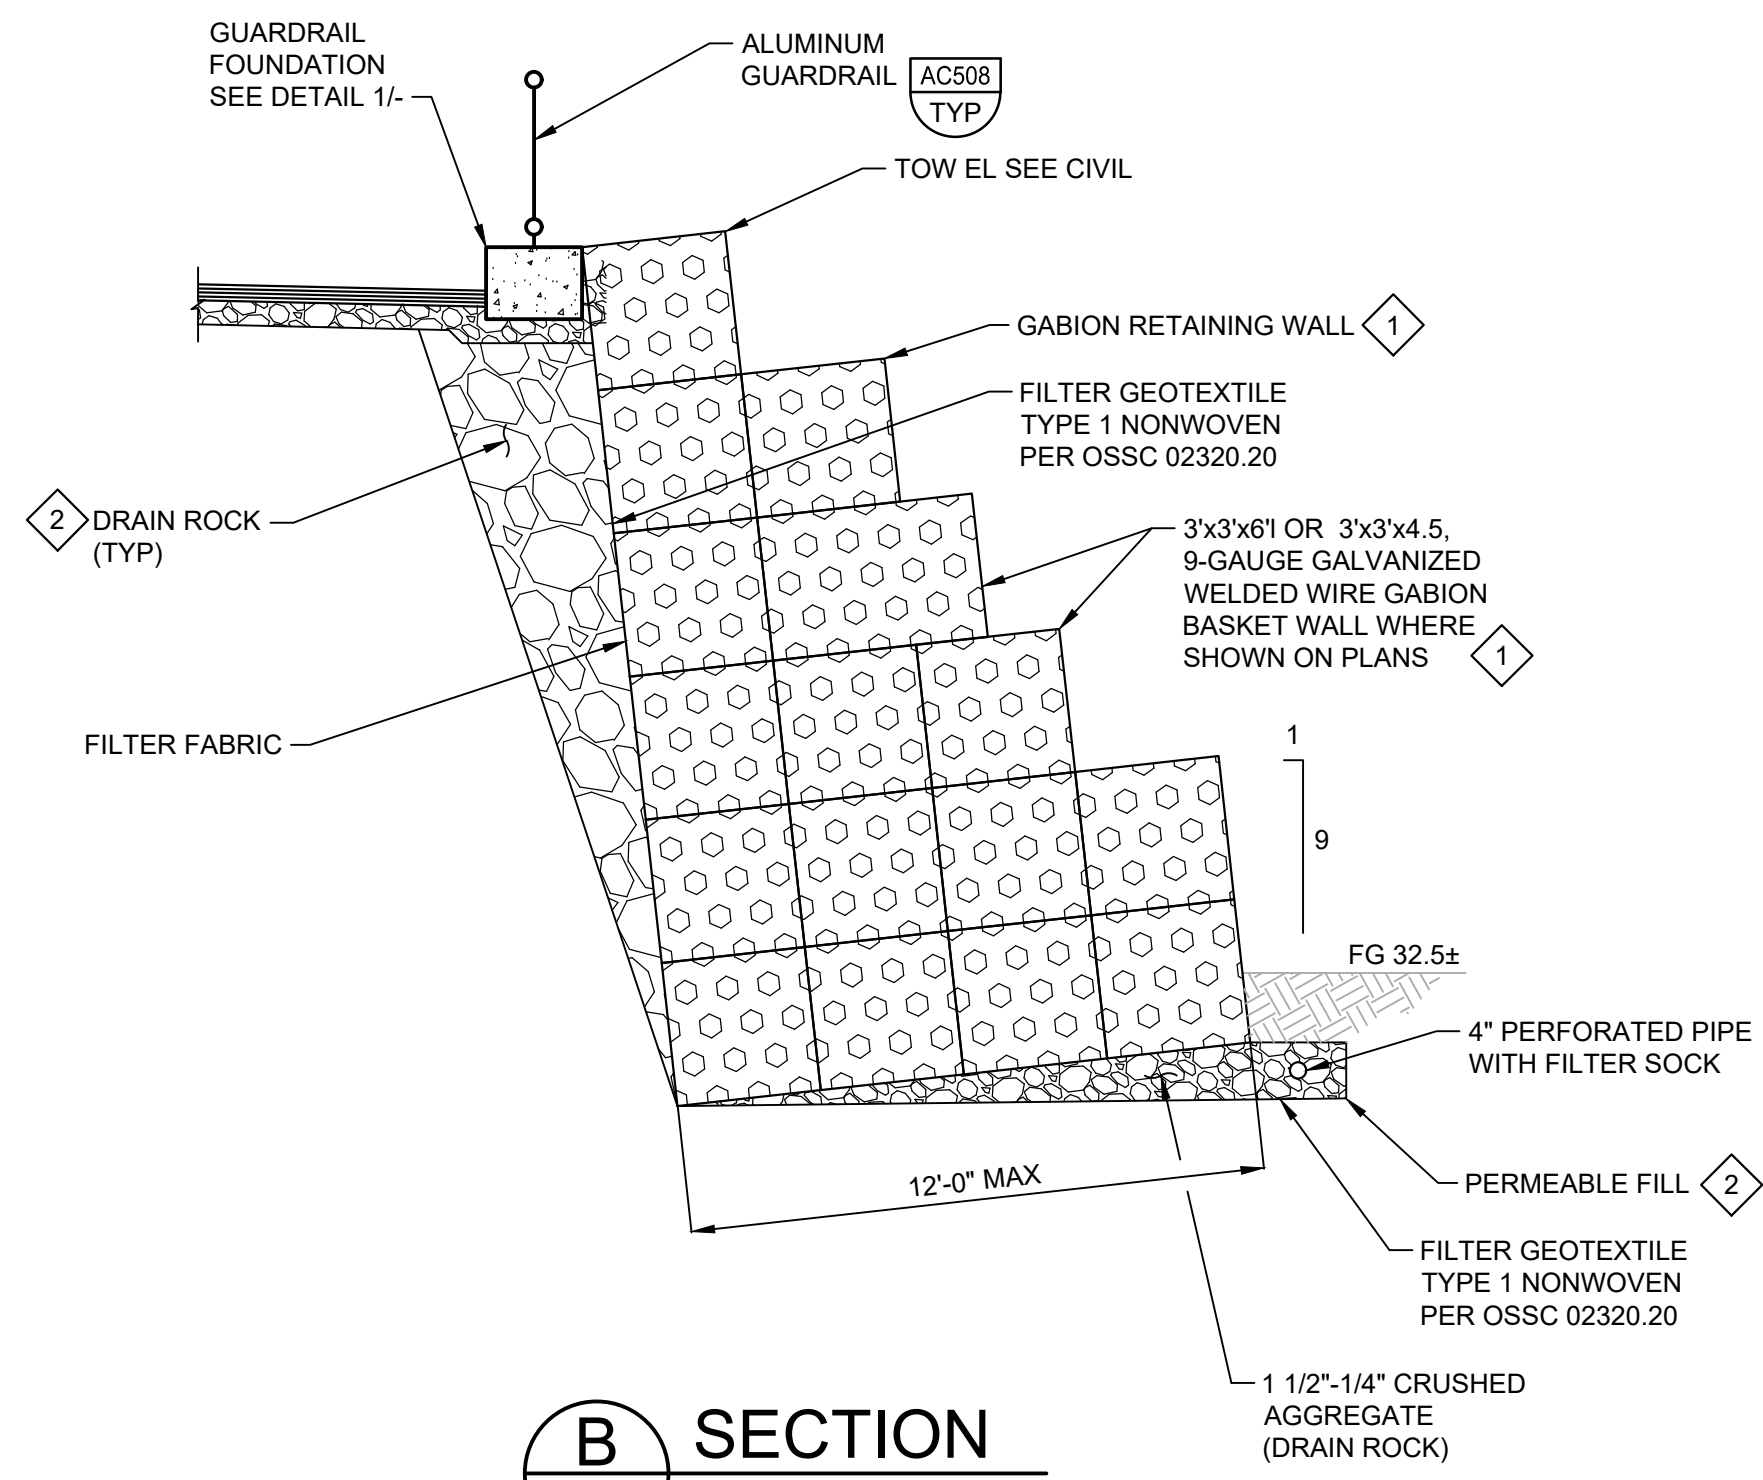 GUARDRAIL
FOUNDATION
SEE DETAIL 1/-
ALUMINUM
GUARDRAIL
AC508
TYP
TOW EL SEE CIVIL
GABION RETAINING WALL
1
FILTER GEOTEXTILE
TYPE 1 NONWOVEN
PER OSSC 02320.20
2
DRAIN ROCK
(TYP)
3'x3'x6'l OR 3'x3'x4.5,
9-GAUGE GALVANIZED
WELDED WIRE GABION
BASKET WALL WHERE
SHOWN ON PLANS
1
FILTER FABRIC
1
9
FG 32.5±
4" PERFORATED PIPE
WITH FILTER SOCK
12'-0" MAX
PERMEABLE FILL
2
FILTER GEOTEXTILE
TYPE 1 NONWOVEN
PER OSSC 02320.20
1 1/2"-1/4" CRUSHED
AGGREGATE
(DRAIN ROCK)
B
SECTION